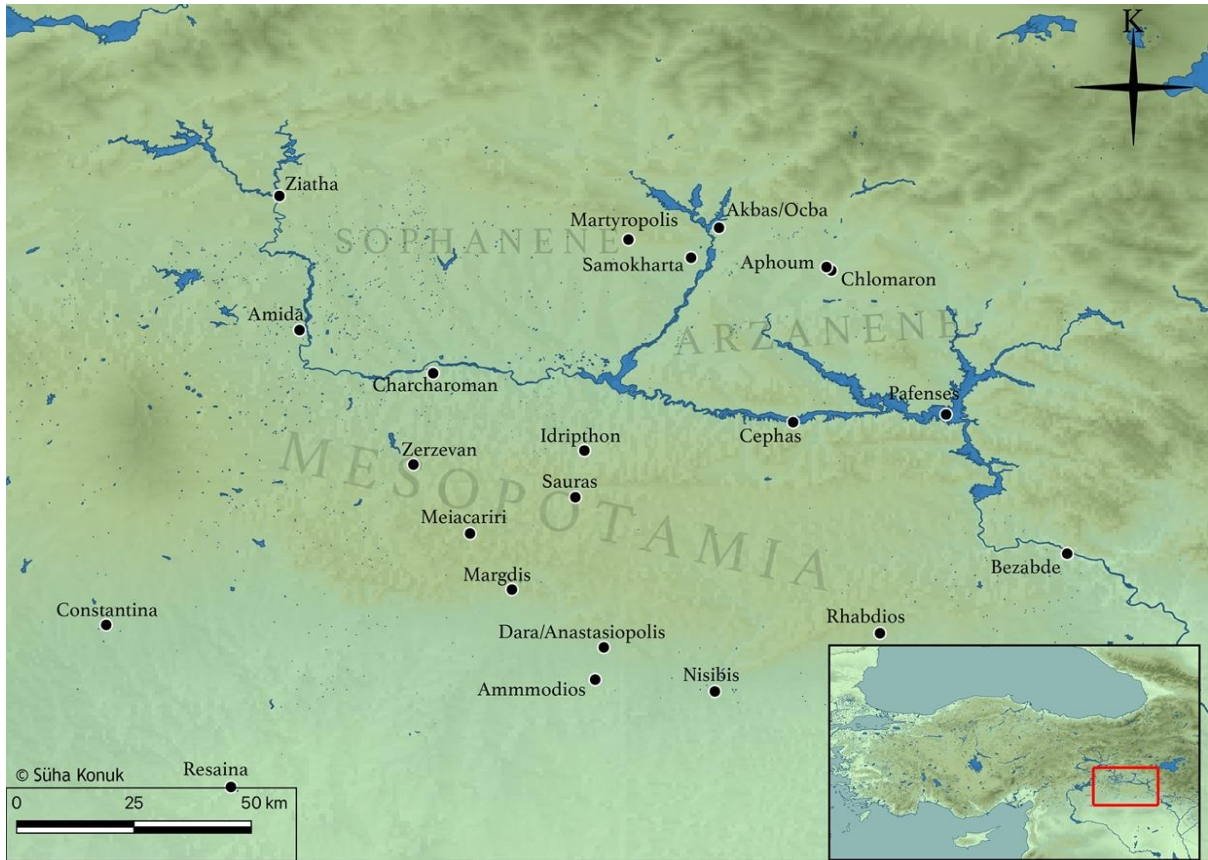 K
Ziatha
Martyropolis
Akbas/Ocba
SOPHANENE
Samokharta
Aphoum
Chlomaron
Amida
ARZANENE
Charcharoman
Pafenses
Cephas
Idripthon
MESOPOTAMIA
Zerzevan
Sauras
Meiacariri
Bezabde
Margdis
Constantina
Rhabdios
Dara/Anastasiopolis
Ammmodios
Nisibis
© Süha Konuk
Resaina
0 25 50 km